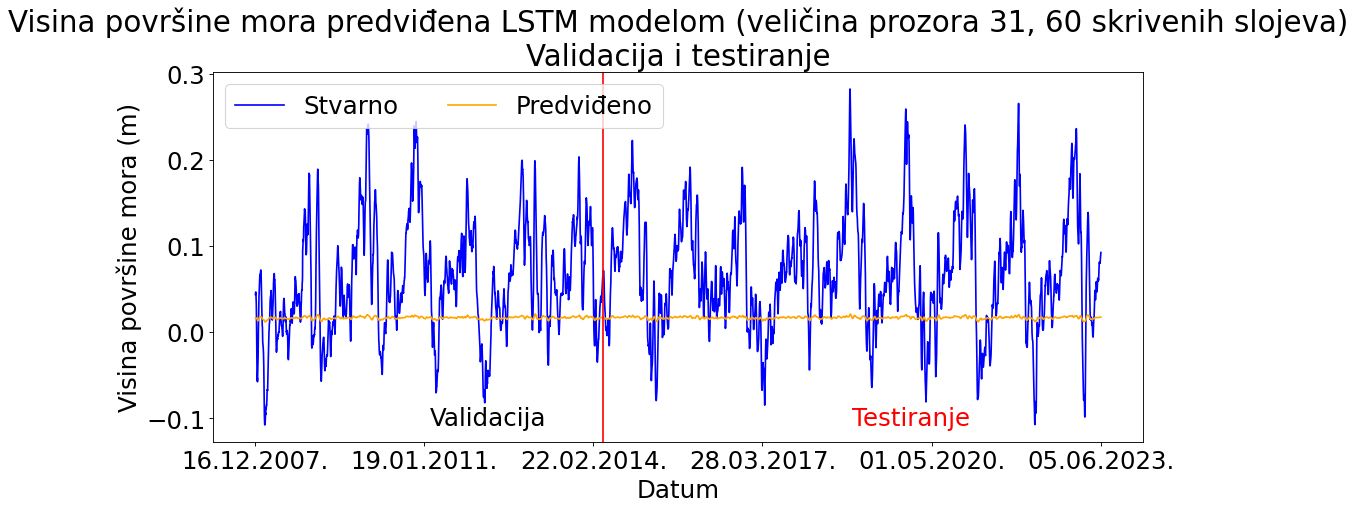 Visina površine mora predviđena LSTM modelom (veličina prozora 31, 60 skrivenih slojeva)
Validacija i testiranje
Stvarno
Predviđeno
Visina površine mora (m)
0.3
0.2
0.1
0.0
−0.1
Validacija
Testiranje
16.12.2007.
19.01.2011.
22.02.2014.
28.03.2017.
01.05.2020.
05.06.2023.
Datum